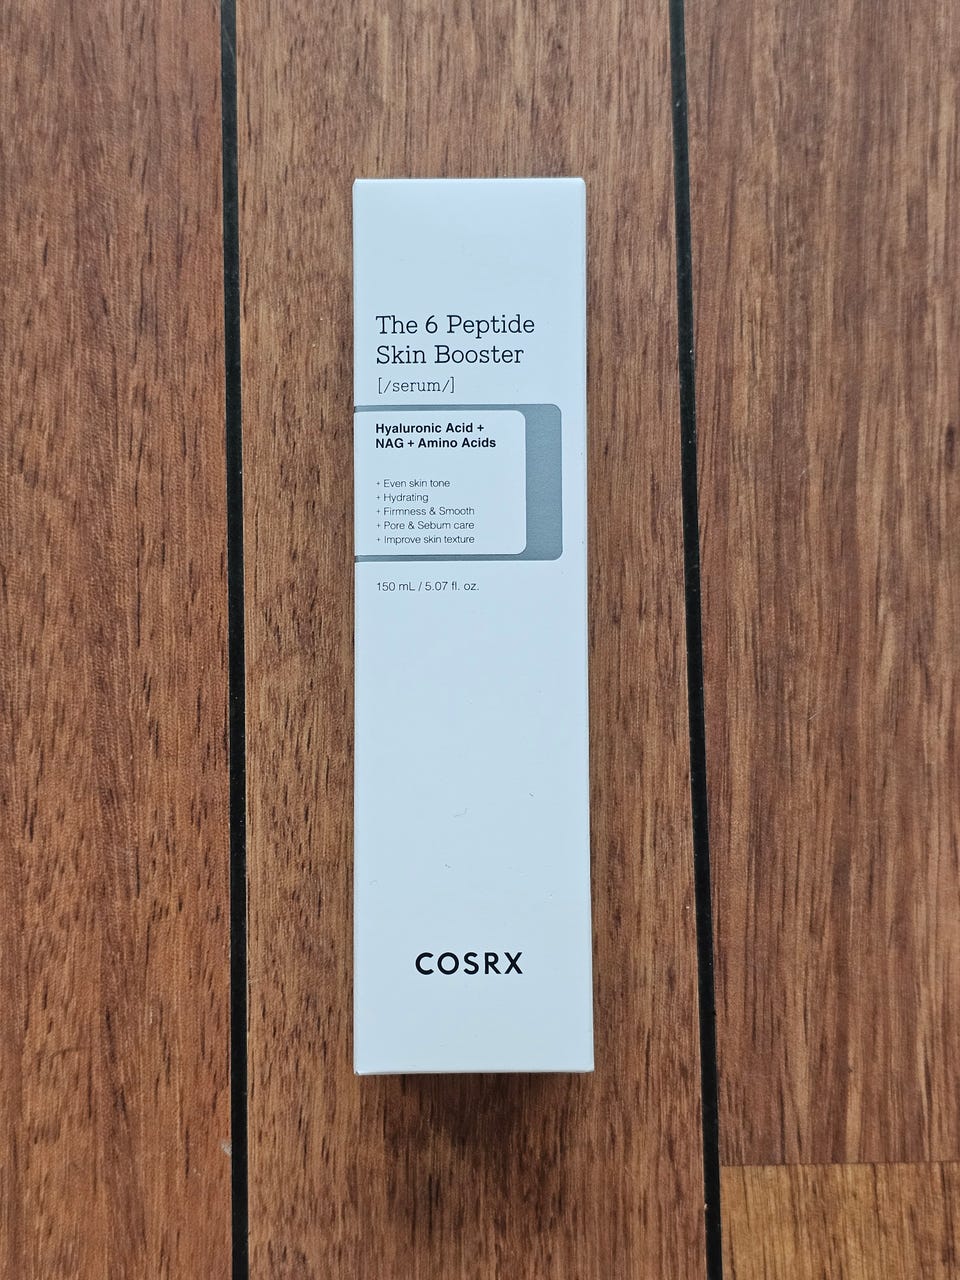 The 6 Peptide
Skin Booster
[/serum/]
Hyaluronic Acid +
NAG + Amino Acids
+ Even skin tone
+ Hydrating
+ Firmness & Smooth
+ Pore & Sebum care
+ Improve skin texture
150 mL / 5.07 fl. oz.
COSRX